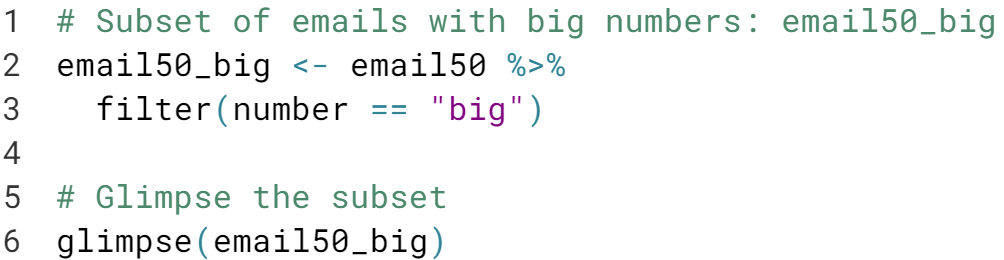 1 # Subset of emails with big numbers: email50_big
2 email50_big <- email50 %>%
3   filter(number == "big")
4
5 # Glimpse the subset
6 glimpse(email50_big)